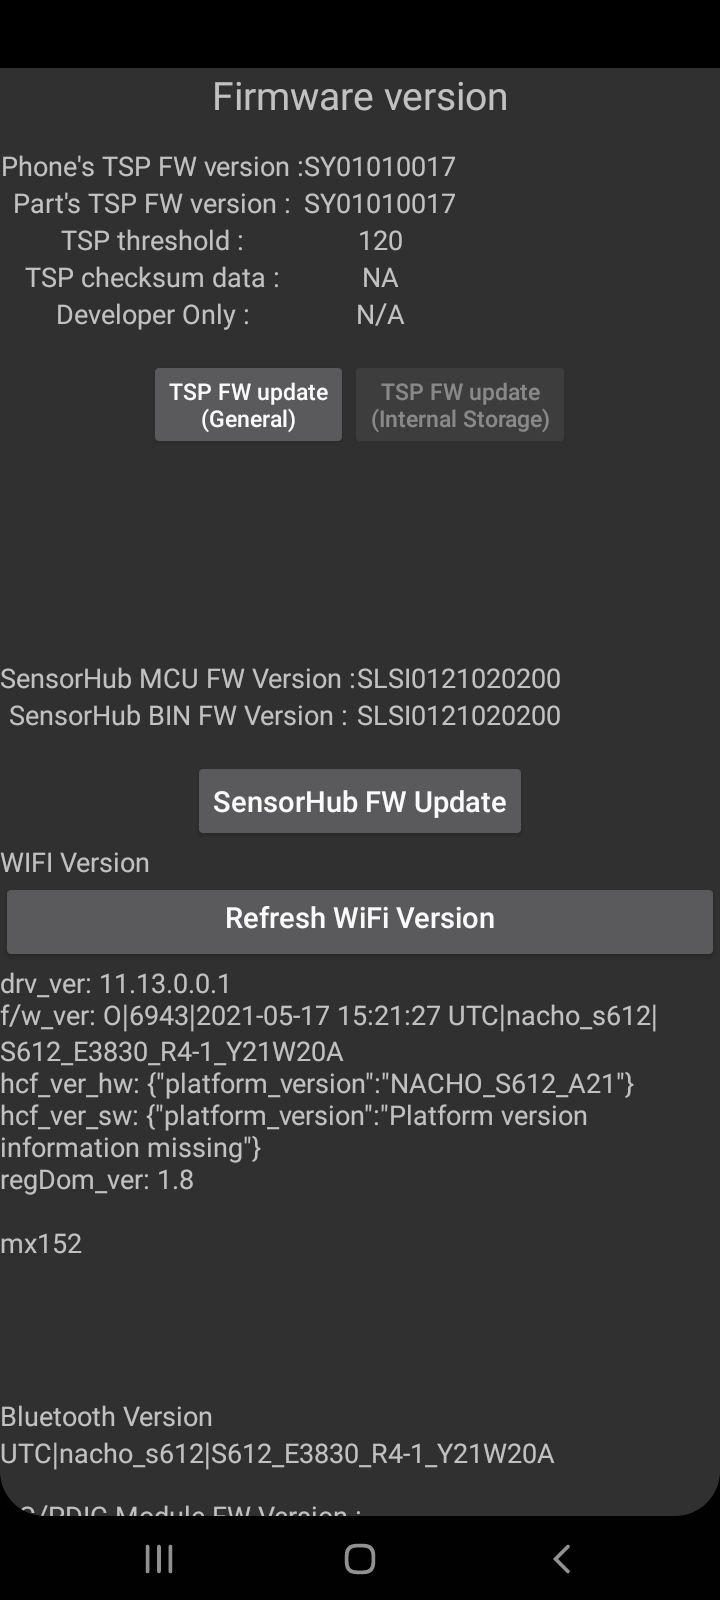 Firmware version
Phone's TSP FW version :SY01010017
Part's TSP FW version : SY01010017
TSP threshold : 120
TSP checksum data : NA
Developer Only : N/A
TSP FW update TSP FW update
(General) (Internal Storage)
SensorHub MCU FW Version :SLSI0121020200
SensorHub BIN FW Version : SLSI0121020200
SensorHub FW Update
WIFI Version
Refresh WiFi Version
drv_ver: 11.13.0.0.1
f/w_ver: O|6943|2021-05-17 15:21:27 UTC|nacho_s612|
S612_E3830_R4-1_Y21W20A
hcf_ver_hw: {"platform_version":"NACHO_S612_A21"}
hcf_ver_sw: {"platform_version":"Platform version
information missing"}
regDom_ver: 1.8
mx152
Bluetooth Version
UTC|nacho_s612|S612_E3830_R4-1_Y21W20A
Module FW Version :